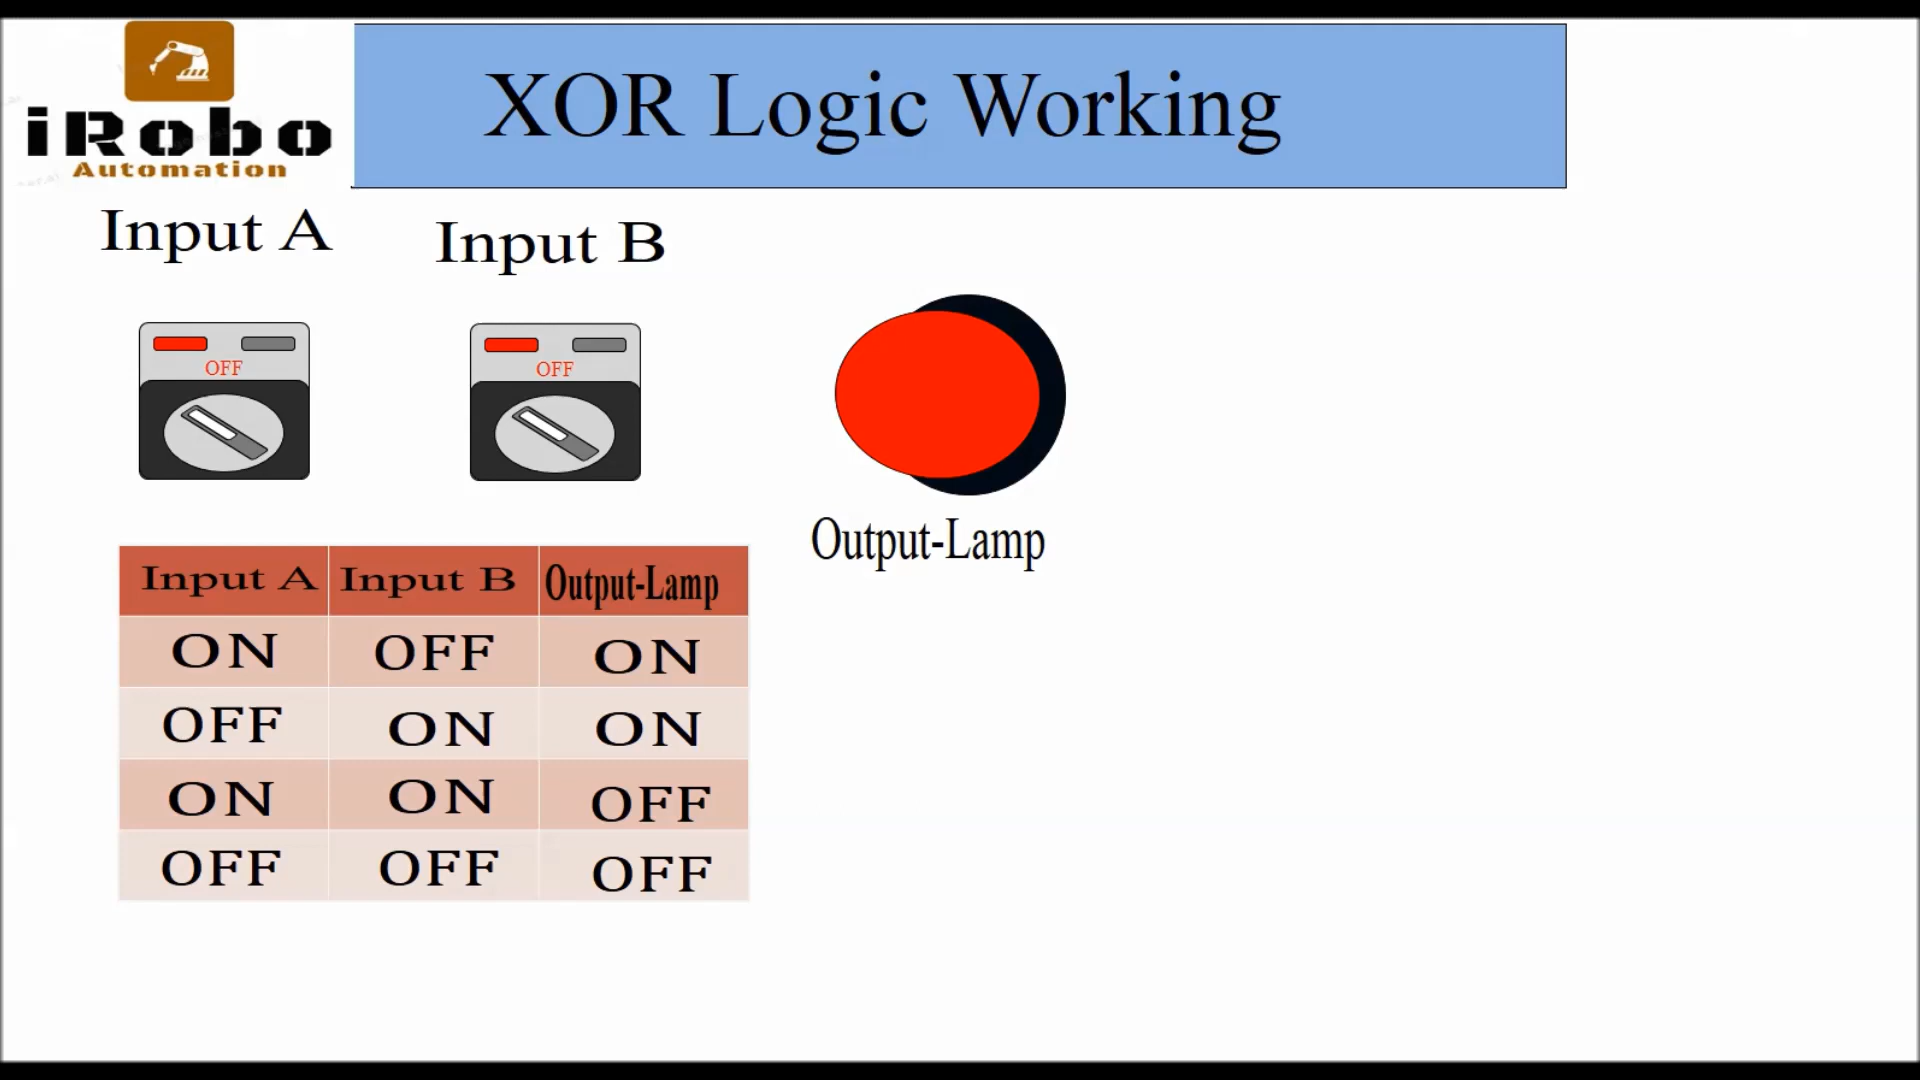 iRobo
Automation
XOR Logic Working
Input A
Input B
OFF
OFF
Output-Lamp
Input A Input B Output-Lamp
ON OFF ON
OFF ON ON
ON ON OFF
OFF OFF OFF